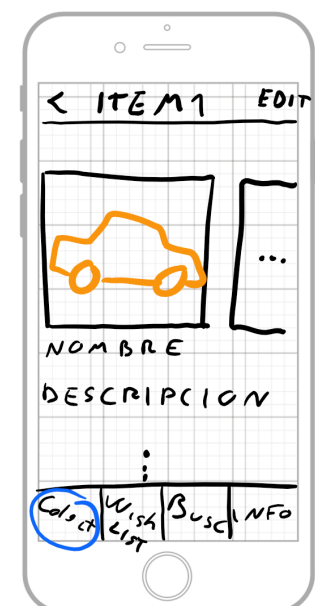 < ITEM1 EDIT
...
NOMBRE
DESCRIPCION
Colect Wish LIST BUSC INFO